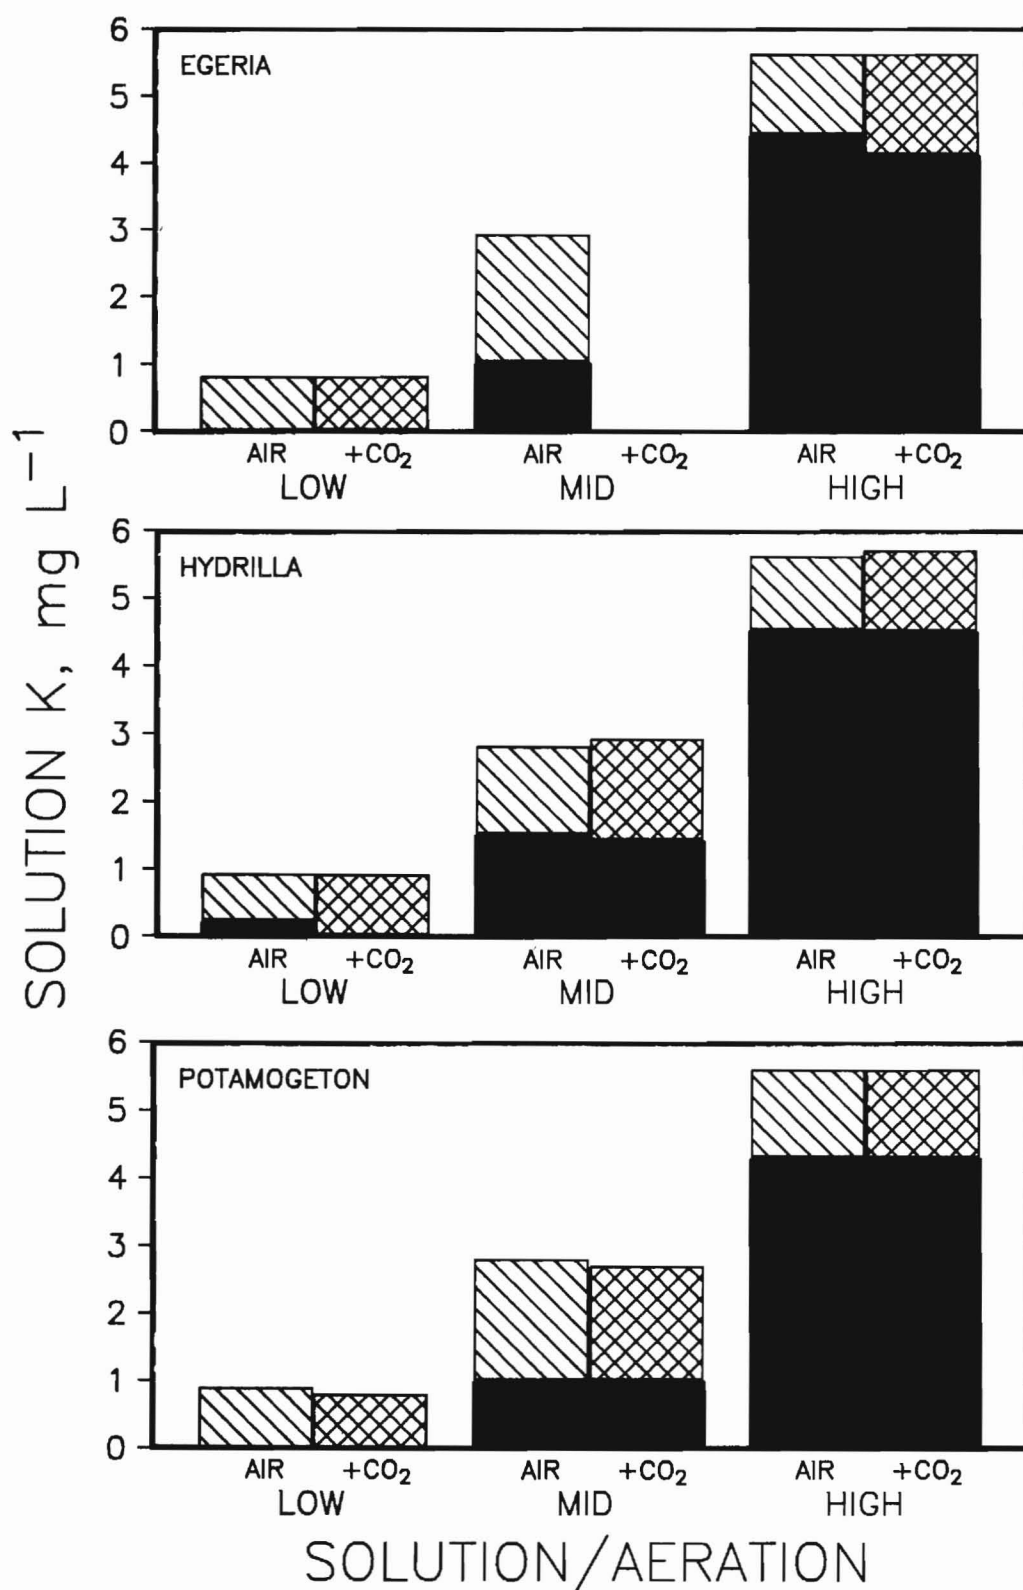 SOLUTION K, mg L⁻¹
EGERIA
6
5
4
3
2
1
0
AIR +CO₂ AIR +CO₂ AIR +CO₂
LOW MID HIGH
HYDRILLA
6
5
4
3
2
1
0
AIR +CO₂ AIR +CO₂ AIR +CO₂
LOW MID HIGH
POTAMOGETON
6
5
4
3
2
1
0
AIR +CO₂ AIR +CO₂ AIR +CO₂
LOW MID HIGH
SOLUTION/AERATION